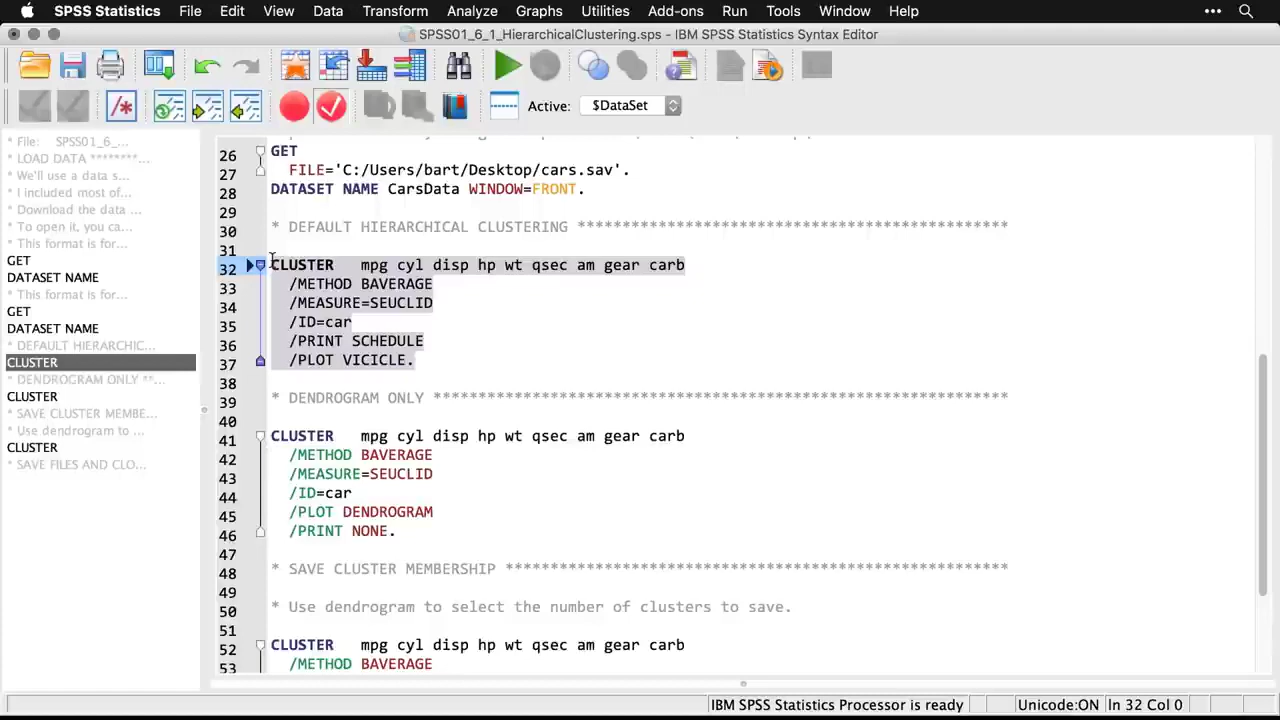 SPSS Statistics File Edit View Data Transform Analyze Graphs Utilities Add-ons Run Tools Window Help
SPSS01_6_1_HierarchicalClustering.sps - IBM SPSS Statistics Syntax Editor
Active: $DataSet
* File: SPSS01_6_...
* LOAD DATA ********...
* We'll use a data s...
* I included most of...
* Download the data ...
* To open it, you ca...
* This format is for...
GET
DATASET NAME
* This format is for...
GET
DATASET NAME
* DEFAULT HIERARCHIC...
CLUSTER
* DENDROGRAM ONLY **...
CLUSTER
* SAVE CLUSTER MEMBE...
* Use dendrogram to ...
CLUSTER
* SAVE FILES AND CLO...
26 GET
27 FILE='C:/Users/bart/Desktop/cars.sav'.
28 DATASET NAME CarsData WINDOW=FRONT.
29
30 * DEFAULT HIERARCHICAL CLUSTERING ************************************************
31
32 CLUSTER mpg cyl disp hp wt qsec am gear carb
33 /METHOD BAVERAGE
34 /MEASURE=SEUCLID
35 /ID=car
36 /PRINT SCHEDULE
37 /PLOT VICICLE.
38
39 * DENDROGRAM ONLY ****************************************************************
40
41 CLUSTER mpg cyl disp hp wt qsec am gear carb
42 /METHOD BAVERAGE
43 /MEASURE=SEUCLID
44 /ID=car
45 /PLOT DENDROGRAM
46 /PRINT NONE.
47
48 * SAVE CLUSTER MEMBERSHIP ********************************************************
49
50 * Use dendrogram to select the number of clusters to save.
51
52 CLUSTER mpg cyl disp hp wt qsec am gear carb
53 /METHOD BAVERAGE
IBM SPSS Statistics Processor is ready Unicode:ON In 32 Col 0